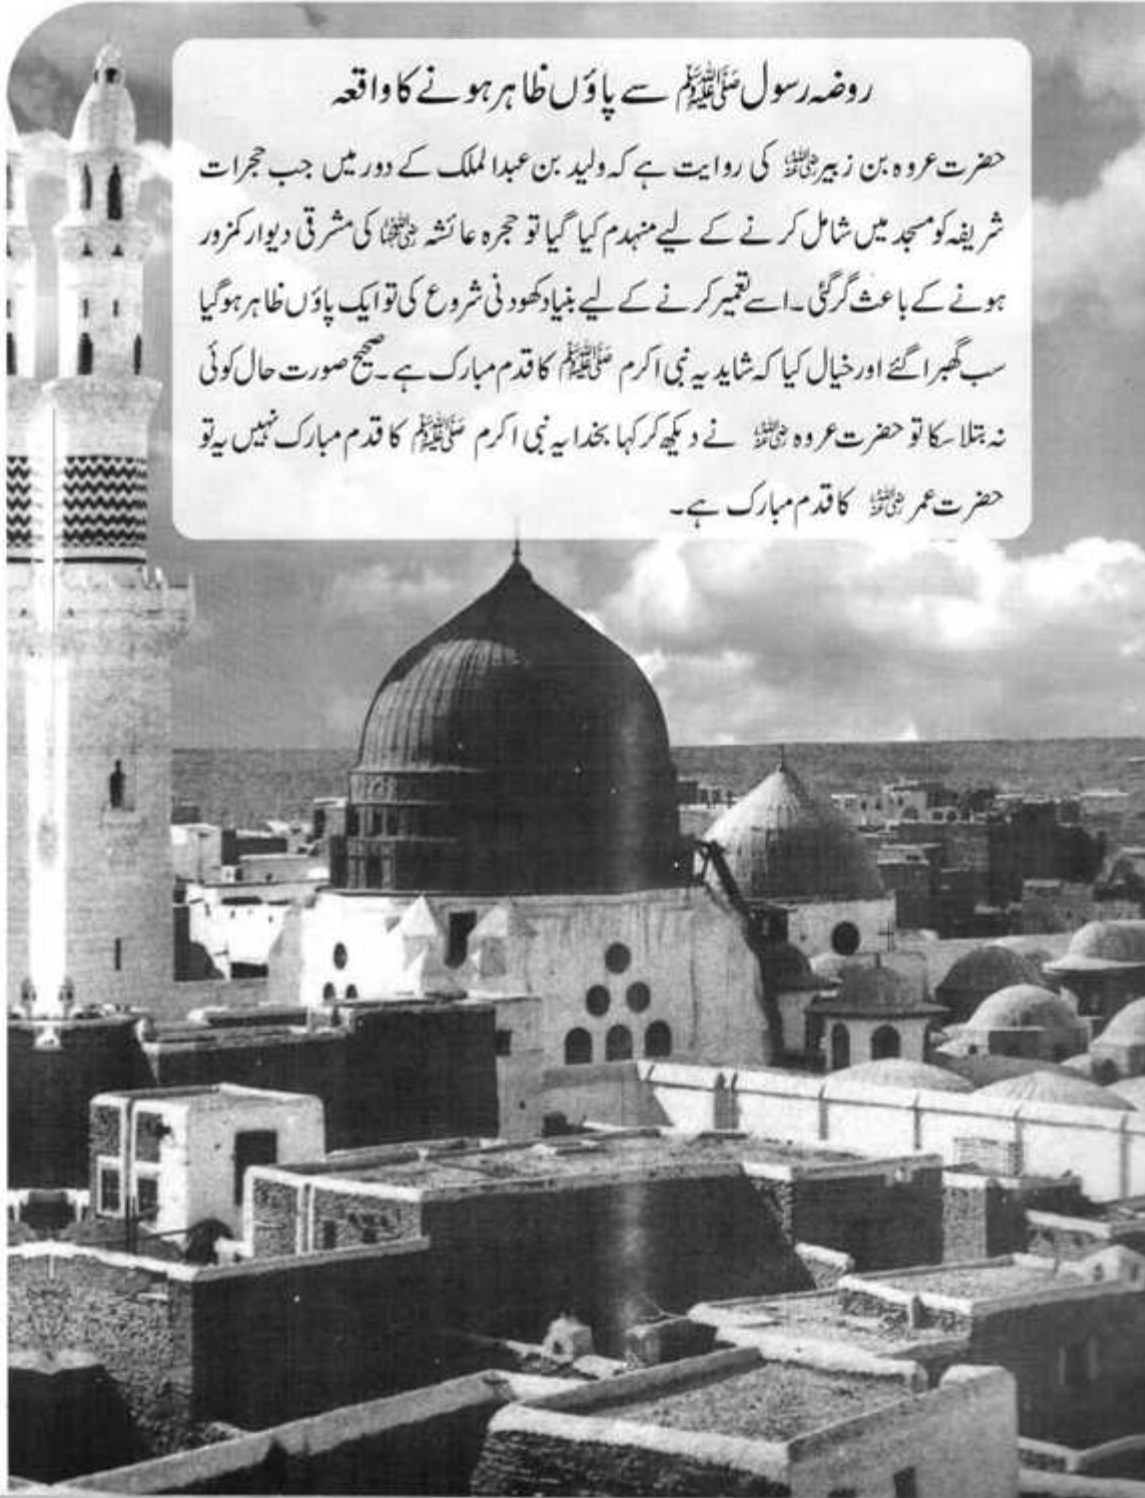 روضہ رسول ﷺ سے پاؤں ظاہر ہونے کا واقعہ
حضرت عروہ بن زبیر رضی اللہ عنہ کی روایت ہے کہ ولید بن عبدالملک کے دور میں جب حجرات
شریفہ کو مسجد میں شامل کرنے کے لیے منہدم کیا گیا تو حجرہ عائشہ رضی اللہ عنہا کی مشرقی دیوار کمزور
ہونے کے باعث گر گئی۔ اسے تعمیر کرنے کے لیے بنیاد کھودنی شروع کی تو ایک پاؤں ظاہر ہوگیا
سب گھبرا گئے اور خیال کیا کہ شاید یہ نبی اکرم ﷺ کا قدم مبارک ہے۔ صحیح صورت حال کوئی
نہ بتلا سکا تو حضرت عروہ رضی اللہ عنہ نے دیکھ کر کہا بخدا یہ نبی اکرم ﷺ کا قدم مبارک نہیں یہ تو
حضرت عمر رضی اللہ عنہ کا قدم مبارک ہے۔